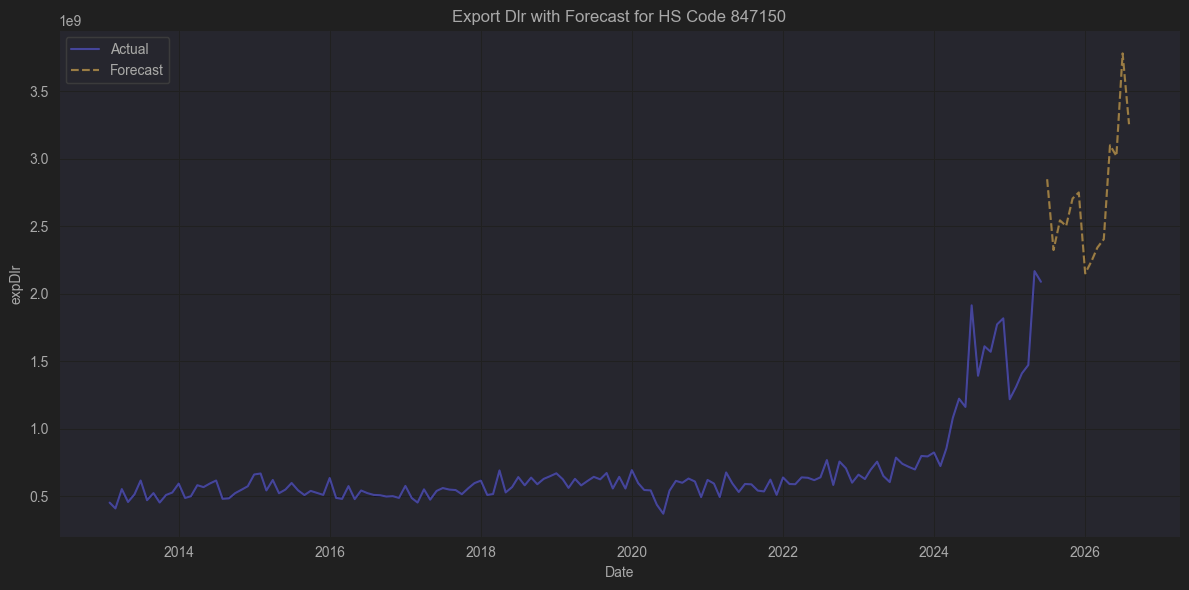 Export Dlr with Forecast for HS Code 847150
1e9
Actual
Forecast
3.5
3.0
2.5
2.0
1.5
1.0
0.5
expDlr
2014 2016 2018 2020 2022 2024 2026
Date